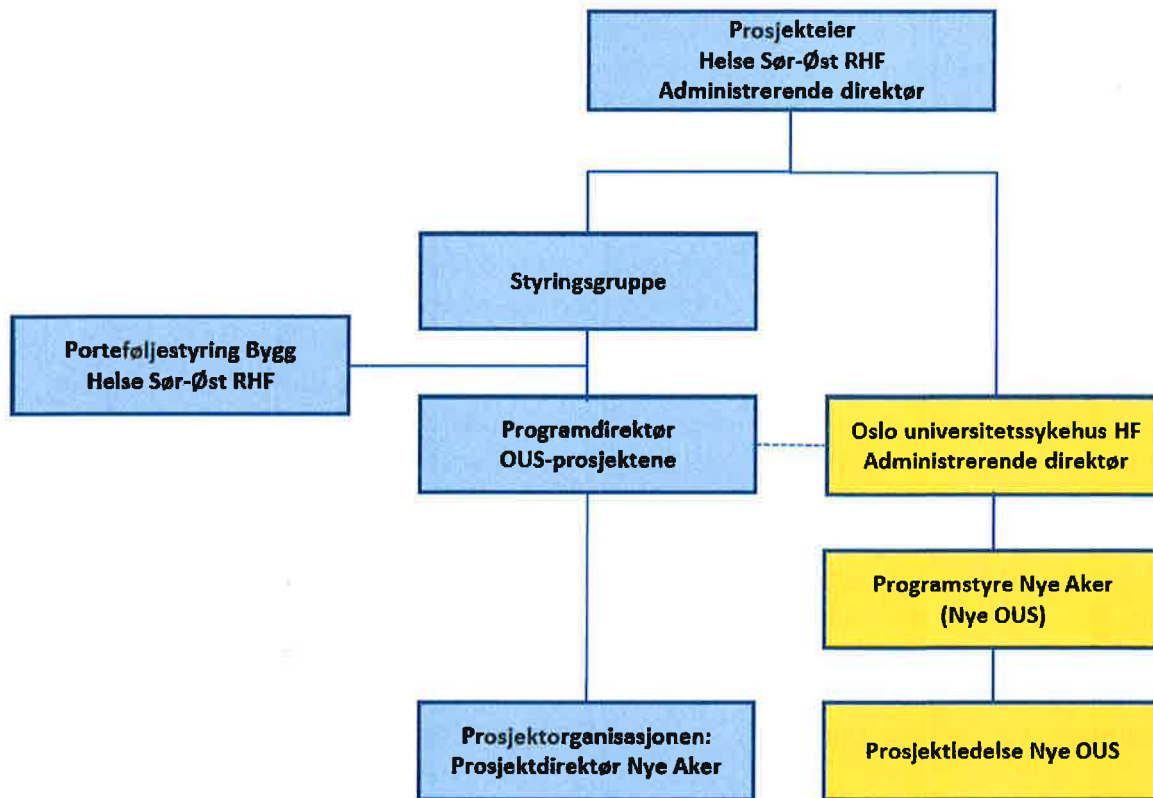 Prosjekteier
Helse Sør-Øst RHF
Administrerende direktør
Styringsgruppe
Porteføljestyring Bygg
Helse Sør-Øst RHF
Programdirektør
OUS-prosjektene
Oslo universitetssykehus HF
Administrerende direktør
Programstyre Nye Aker
(Nye OUS)
Prosjektorganisasjonen:
Prosjektdirektør Nye Aker
Prosjektledelse Nye OUS